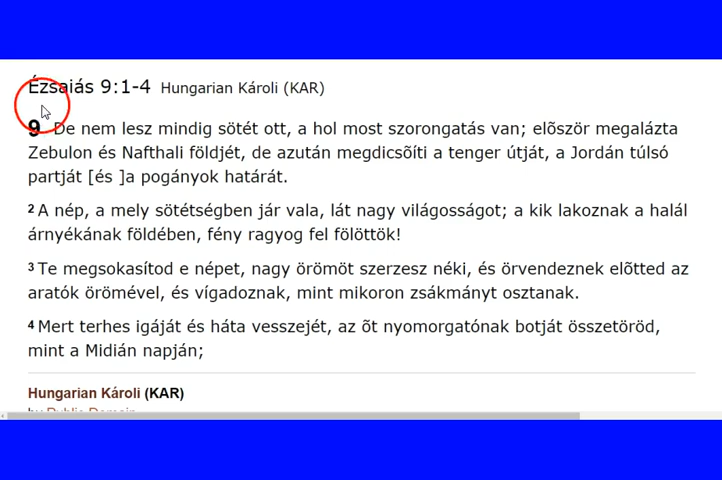 Ézsaiás 9:1-4 Hungarian Károli (KAR)
9 De nem lesz mindig sötét ott, a hol most szorongatás van; elõször megalázta
Zebulon és Nafthali földjét, de azután megdicsõíti a tenger útját, a Jordán túlsó
partját [és ]a pogányok határát.
2 A nép, a mely sötétségben jár vala, lát nagy világosságot; a kik lakoznak a halál
árnyékának földében, fény ragyog fel fölöttök!
3 Te megsokasítod e népet, nagy örömöt szerzesz néki, és örvendeznek elõtted az
aratók örömével, és vígadoznak, mint mikoron zsákmányt osztanak.
4 Mert terhes igáját és háta vesszejét, az õt nyomorgatónak botját összetöröd,
mint a Midián napján;
Hungarian Károli (KAR)
by Public Domain